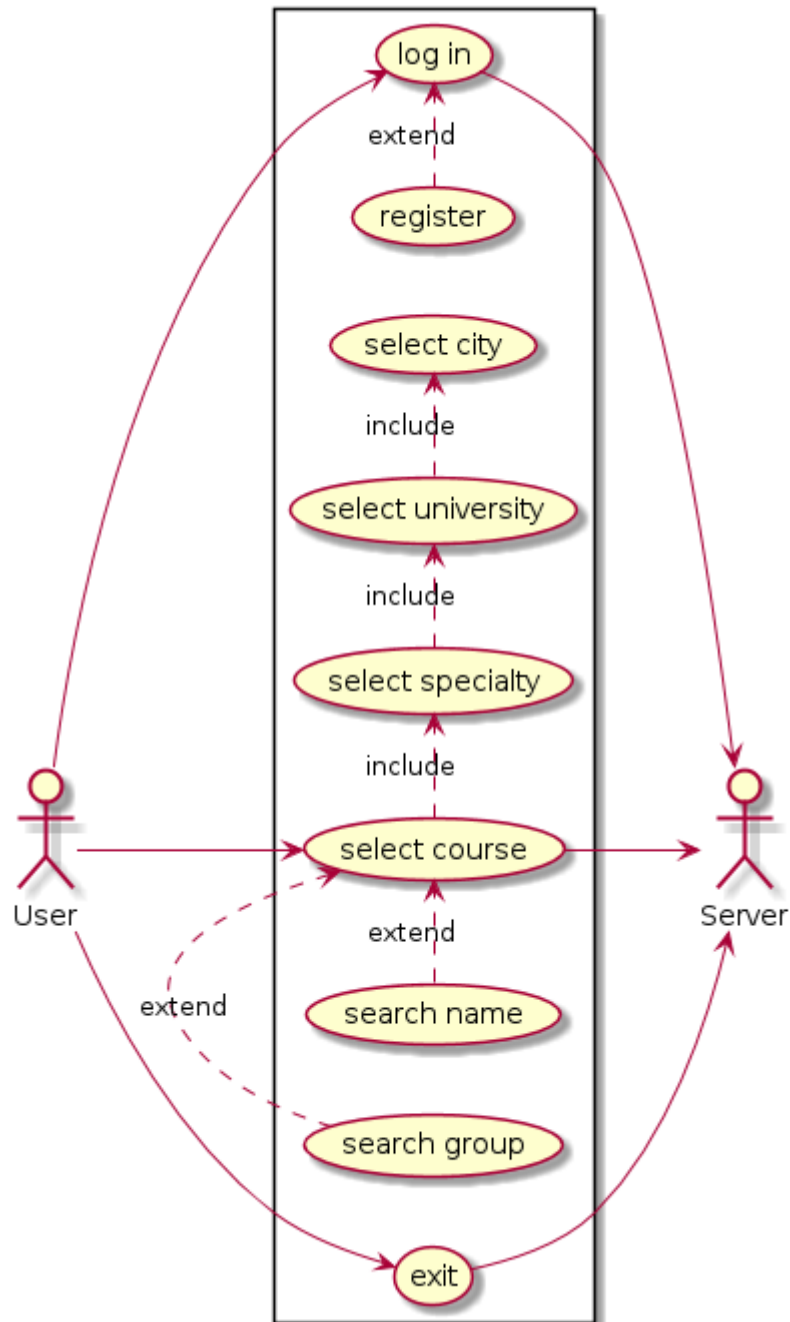 log in
extend
register
select city
include
select university
include
select specialty
include
select course
User
Server
extend
search name
extend
search group
exit